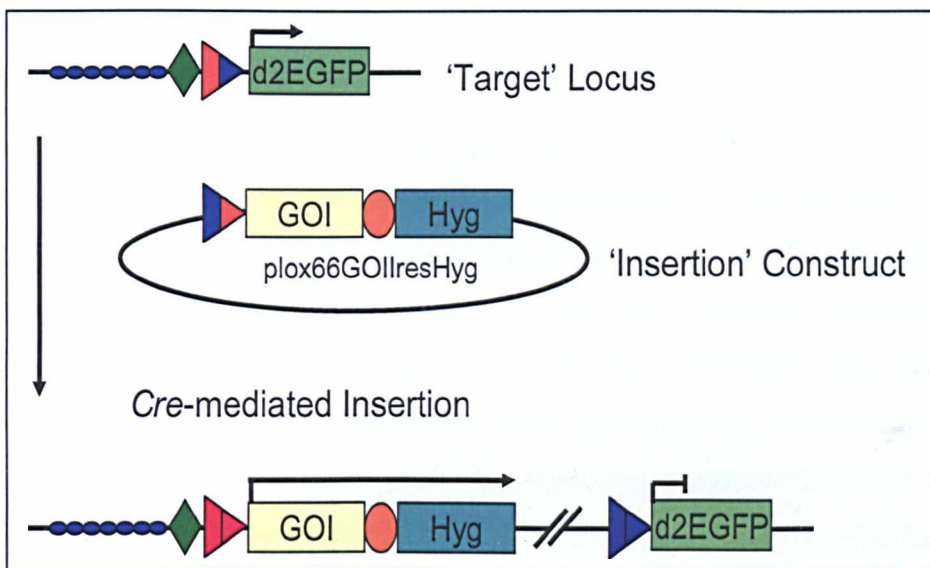 d2EGFP
'Target' Locus
GOI
Hyg
plox66GOIIresHyg
'Insertion' Construct
Cre-mediated Insertion
GOI
Hyg
d2EGFP